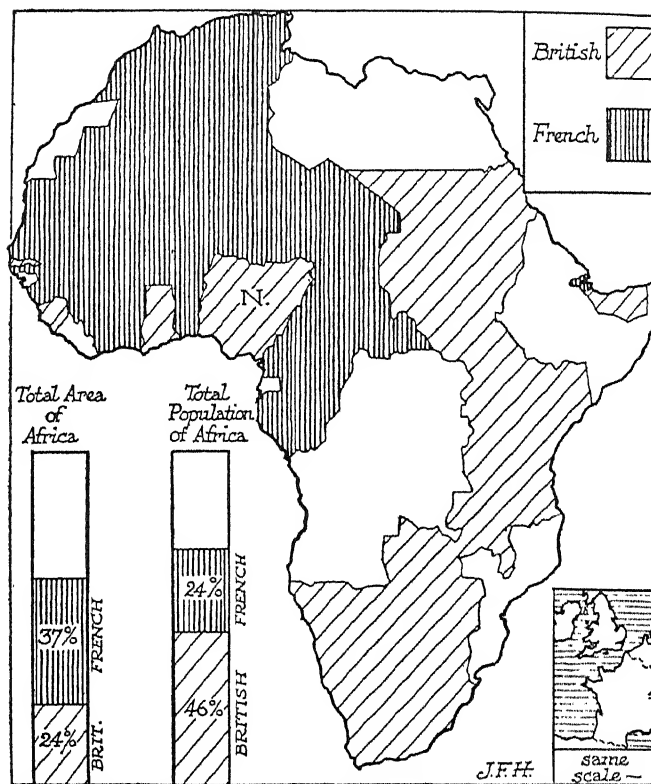 British
French
N.
Total Area
of
Africa
37%
FRENCH
24%
BRIT.
Total
Population
of Africa
24%
FRENCH
46%
BRITISH
J.F.H.
same
scale—